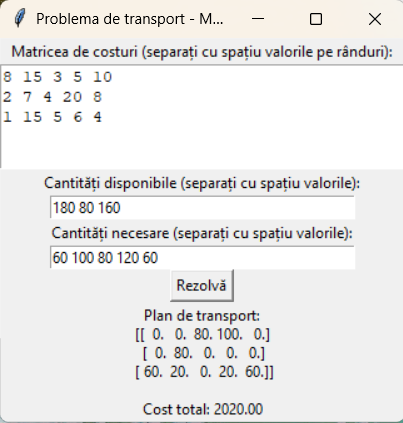 Problema de transport - M...
Matricea de costuri (separați cu spațiu valorile pe rânduri):
8 15 3 5 10
2 7 4 20 8
1 15 5 6 4
Cantități disponibile (separați cu spațiu valorile):
180 80 160
Cantități necesare (separați cu spațiu valorile):
60 100 80 120 60
Rezolvă
Plan de transport:
[[ 0. 0. 80. 100. 0.]
[ 0. 80. 0. 0. 0.]
[ 60. 20. 0. 20. 60.]]
Cost total: 2020.00